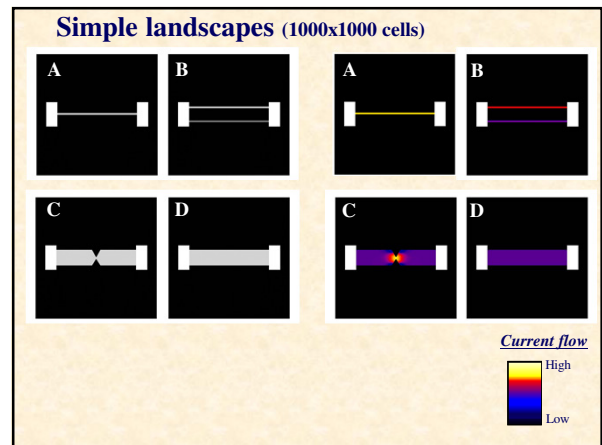 Simple landscapes (1000x1000 cells)
A B A B
C D C D
Current flow
High
Low